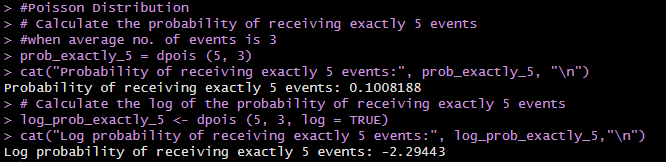 > #Poisson Distribution
> # Calculate the probability of receiving exactly 5 events
> #when average no. of events is 3
> prob_exactly_5 = dpois (5, 3)
> cat("Probability of receiving exactly 5 events:", prob_exactly_5, "\n")
Probability of receiving exactly 5 events: 0.1008188
> # Calculate the log of the probability of receiving exactly 5 events
> log_prob_exactly_5 <- dpois (5, 3, log = TRUE)
> cat("Log probability of receiving exactly 5 events:", log_prob_exactly_5,"\n")
Log probability of receiving exactly 5 events: -2.29443